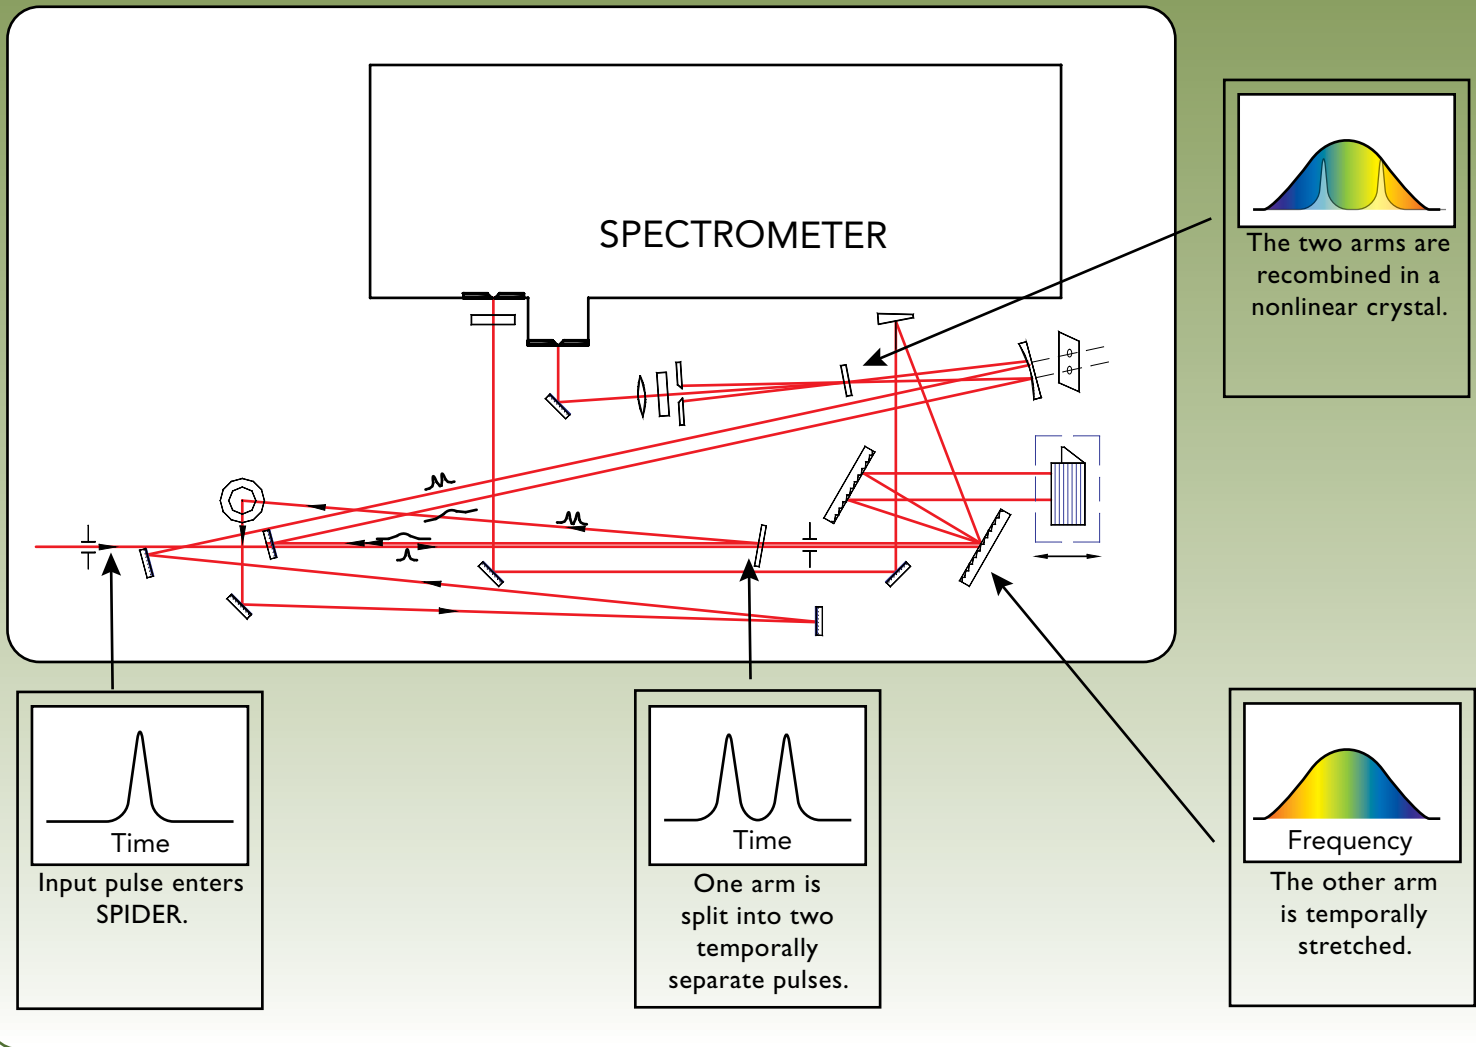 SPECTROMETER
The two arms are
recombined in a
nonlinear crystal.
Time
Input pulse enters
SPIDER.
Time
One arm is
split into two
temporally
separate pulses.
Frequency
The other arm
is temporally
stretched.